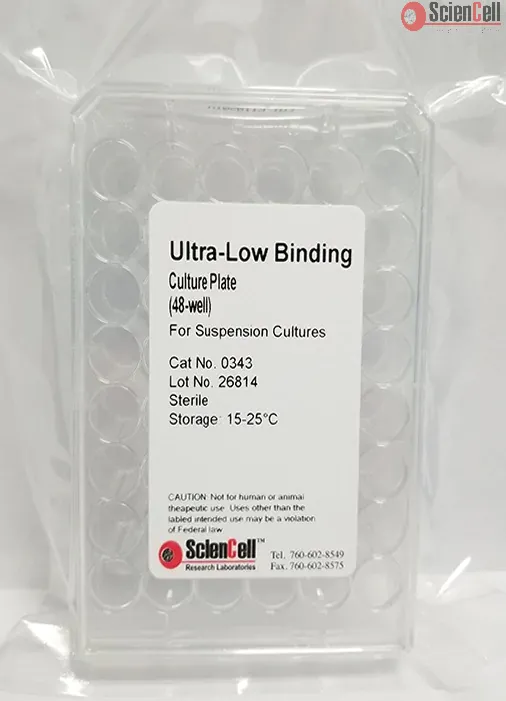 ScienCell
Ultra-Low Binding
Culture Plate
(48-well)
For Suspension Cultures
Cat No. 0343
Lot No. 26814
Sterile
Storage: 15-25°C
CAUTION: Not for human or animal
theapeutic use. Uses other than the
labled intended use may be a violation
of Federal law.
ScienCell™
Research Laboratories
Tel. 760-602-8549
Fax. 760-602-8575